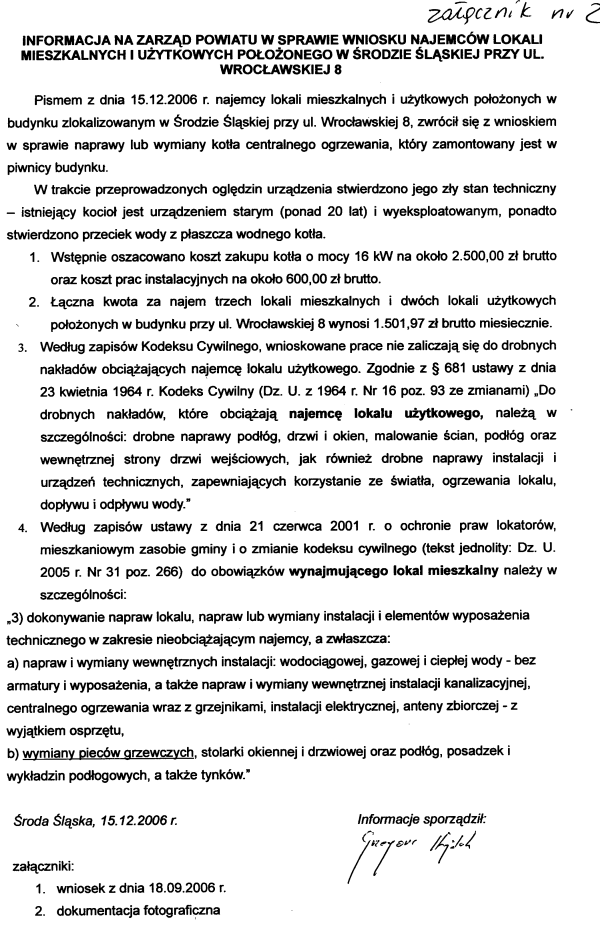 załącznik nr 2
INFORMACJA NA ZARZĄD POWIATU W SPRAWIE WNIOSKU NAJEMCÓW LOKALI
MIESZKALNYCH I UŻYTKOWYCH POŁOŻONEGO W ŚRODZIE ŚLĄSKIEJ PRZY UL.
WROCŁAWSKIEJ 8
Pismem z dnia 15.12.2006 r. najemcy lokali mieszkalnych i użytkowych położonych w
budynku zlokalizowanym w Środzie Śląskiej przy ul. Wrocławskiej 8, zwrócił się z wnioskiem
w sprawie naprawy lub wymiany kotła centralnego ogrzewania, który zamontowany jest w
piwnicy budynku.
W trakcie przeprowadzonych oględzin urządzenia stwierdzono jego zły stan techniczny
– istniejący kocioł jest urządzeniem starym (ponad 20 lat) i wyeksploatowanym, ponadto
stwierdzono przeciek wody z płaszcza wodnego kotła.
1. Wstępnie oszacowano koszt zakupu kotła o mocy 16 kW na około 2.500,00 zł brutto
oraz koszt prac instalacyjnych na około 600,00 zł brutto.
2. Łączna kwota za najem trzech lokali mieszkalnych i dwóch lokali użytkowych
położonych w budynku przy ul. Wrocławskiej 8 wynosi 1.501,97 zł brutto miesiecznie.
3. Według zapisów Kodeksu Cywilnego, wnioskowane prace nie zaliczają się do drobnych
nakładów obciążających najemcę lokalu użytkowego. Zgodnie z § 681 ustawy z dnia
23 kwietnia 1964 r. Kodeks Cywilny (Dz. U. z 1964 r. Nr 16 poz. 93 ze zmianami) „Do
drobnych nakładów, które obciążają najemcę lokalu użytkowego, należą w
szczególności: drobne naprawy podłóg, drzwi i okien, malowanie ścian, podłóg oraz
wewnętrznej strony drzwi wejściowych, jak również drobne naprawy instalacji i
urządzeń technicznych, zapewniających korzystanie ze światła, ogrzewania lokalu,
dopływu i odpływu wody.”
4. Według zapisów ustawy z dnia 21 czerwca 2001 r. o ochronie praw lokatorów,
mieszkaniowym zasobie gminy i o zmianie kodeksu cywilnego (tekst jednolity: Dz. U.
2005 r. Nr 31 poz. 266) do obowiązków wynajmującego lokal mieszkalny należy w
szczególności:
„3) dokonywanie napraw lokalu, napraw lub wymiany instalacji i elementów wyposażenia
technicznego w zakresie nieobciążającym najemcy, a zwłaszcza:
a) napraw i wymiany wewnętrznych instalacji: wodociągowej, gazowej i ciepłej wody - bez
armatury i wyposażenia, a także napraw i wymiany wewnętrznej instalacji kanalizacyjnej,
centralnego ogrzewania wraz z grzejnikami, instalacji elektrycznej, anteny zbiorczej - z
wyjątkiem osprzętu,
b) wymiany pieców grzewczych, stolarki okiennej i drzwiowej oraz podłóg, posadzek i
wykładzin podłogowych, a także tynków.”
Środa Śląska, 15.12.2006 r.
Informacje sporządził:
załączniki:
1. wniosek z dnia 18.09.2006 r.
2. dokumentacja fotograficzna